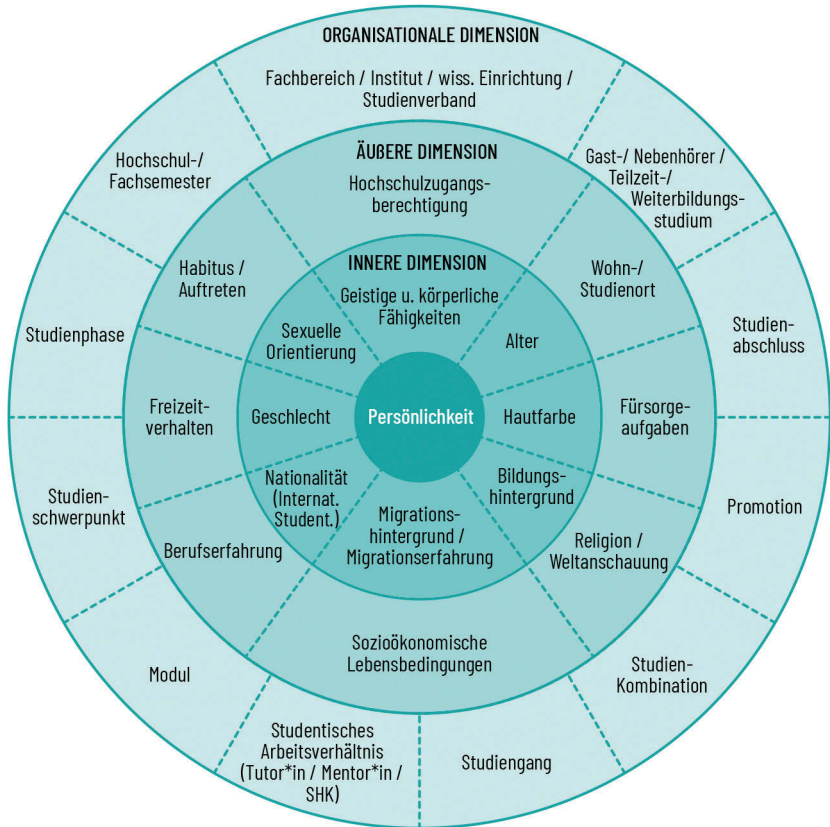 ORGANISATIONALE DIMENSION
Fachbereich / Institut / wiss. Einrichtung /
Studienverband
Gast-/ Nebenhörer /
Teilzeit-/
Weiterbildungs-
studium
Studien-
abschluss
Promotion
Studien-
Kombination
Studiengang
Studentisches
Arbeitsverhältnis
(Tutor*in / Mentor*in /
SHK)
Modul
Studien-
schwerpunkt
Studienphase
Hochschul-/
Fachsemester
ÄUßERE DIMENSION
Hochschulzugangs-
berechtigung
Wohn-/
Studienort
Fürsorge-
aufgaben
Religion /
Weltanschauung
Sozioökonomische
Lebensbedingungen
Berufserfahrung
Freizeit-
verhalten
Habitus /
Auftreten
INNERE DIMENSION
Geistige u. körperliche
Fähigkeiten
Alter
Hautfarbe
Bildungs-
hintergrund
Migrations-
hintergrund /
Migrationserfahrung
Nationalität
(Internat.
Student.)
Geschlecht
Sexuelle
Orientierung
Persönlichkeit